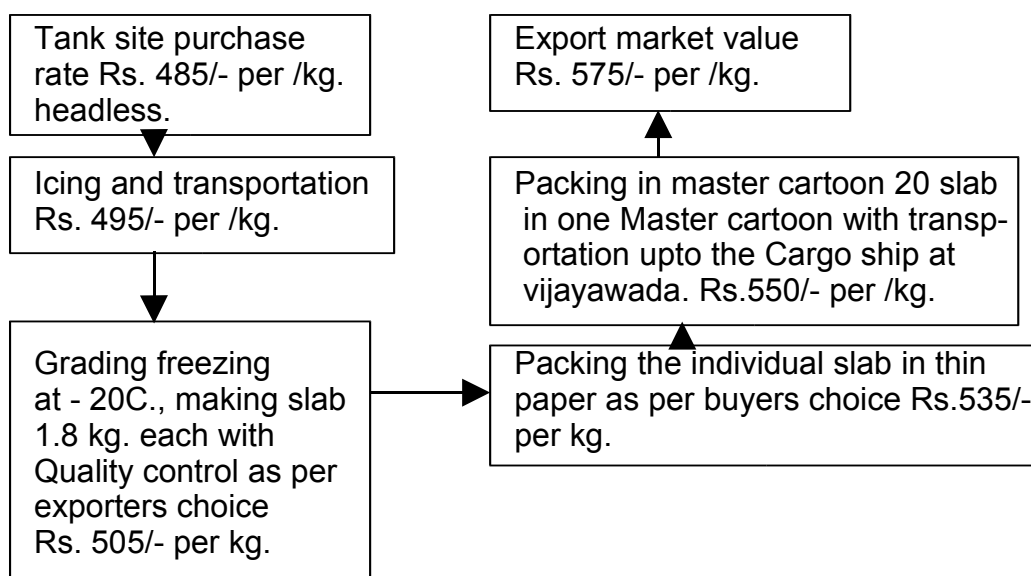 Tank site purchase
rate Rs. 485/- per /kg.
headless.
Icing and transportation
Rs. 495/- per /kg.
Grading freezing
at - 20C., making slab
1.8 kg. each with
Quality control as per
exporters choice
Rs. 505/- per kg.
Packing the individual slab in thin
paper as per buyers choice Rs.535/-
per kg.
Packing in master cartoon 20 slab
in one Master cartoon with transp-
ortation upto the Cargo ship at
vijayawada. Rs.550/- per /kg.
Export market value
Rs. 575/- per /kg.